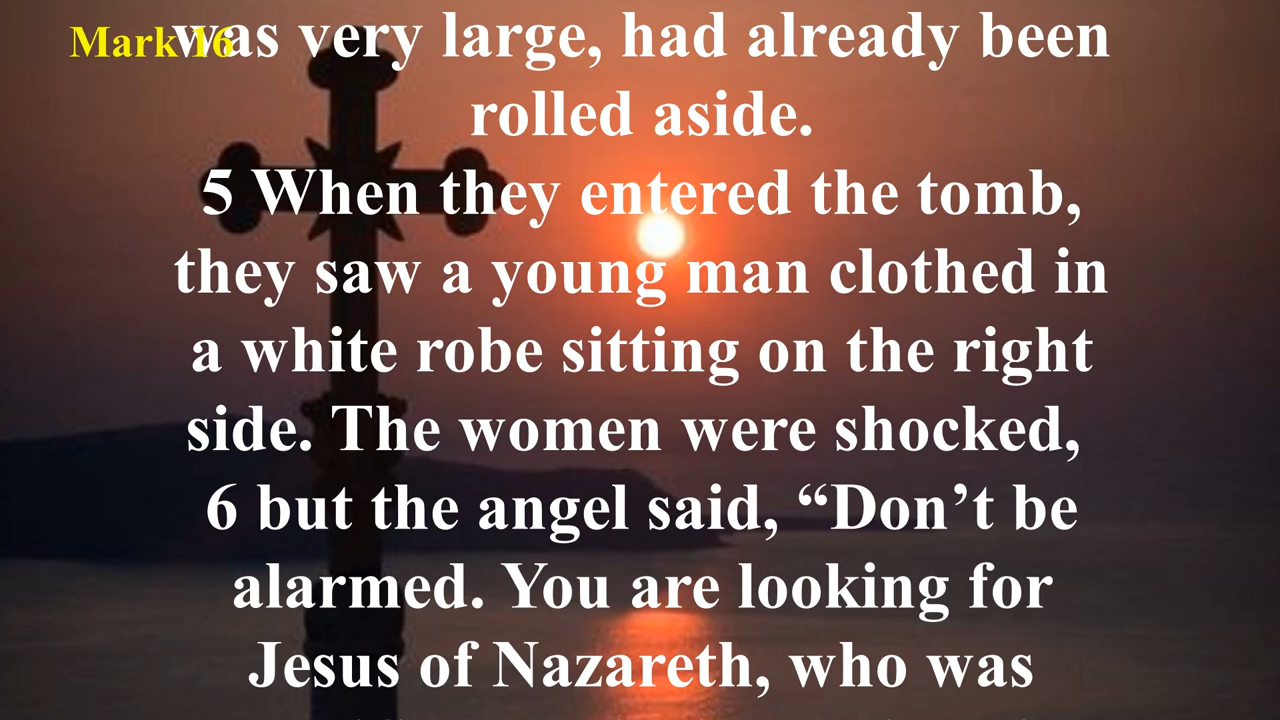 Mark 16
was very large, had already been
rolled aside.
5 When they entered the tomb,
they saw a young man clothed in
a white robe sitting on the right
side. The women were shocked,
6 but the angel said, “Don’t be
alarmed. You are looking for
Jesus of Nazareth, who was